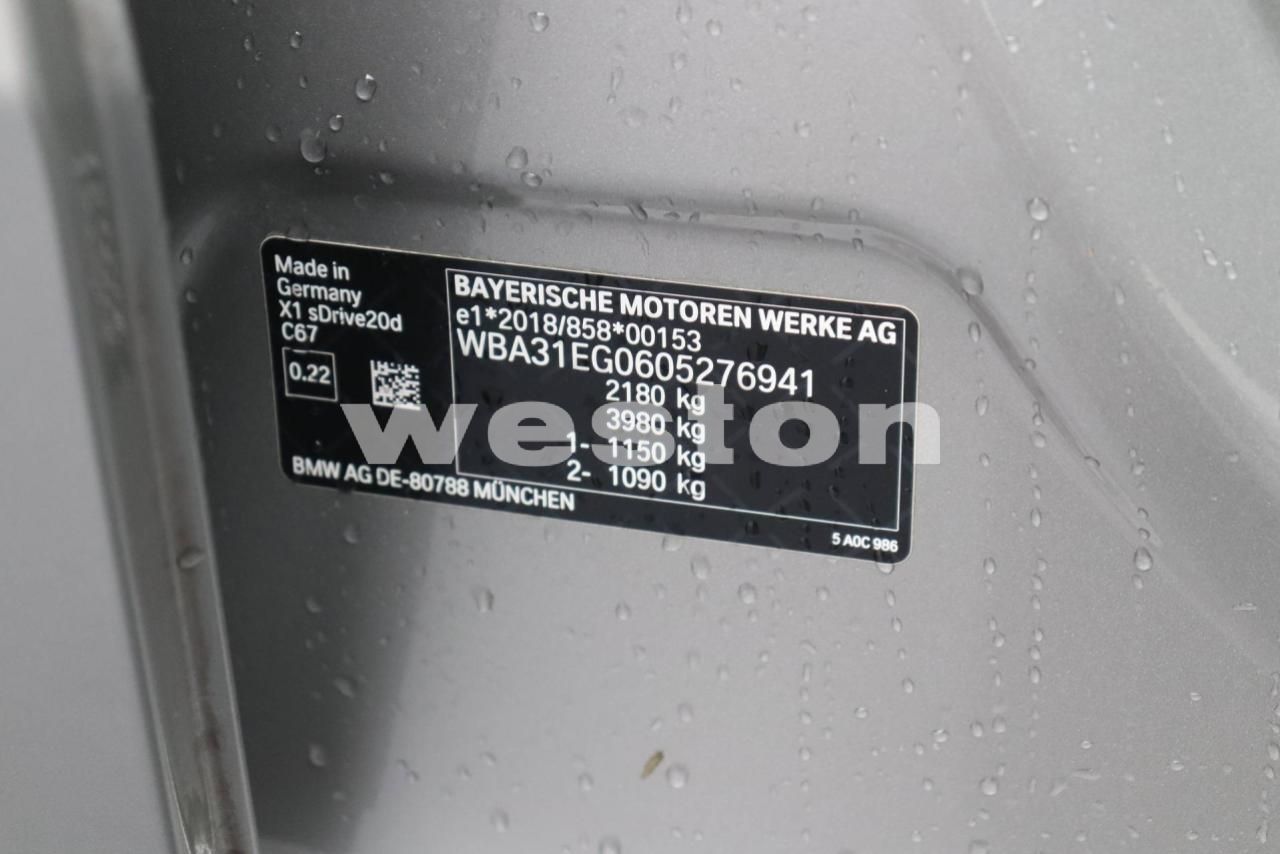 Made in
Germany
X1 sDrive20d
C67
0.22
BAYERISCHE MOTOREN WERKE AG
e1*2018/858*00153
WBA31EG0605276941
2180 kg
3980 kg
1- 1150 kg
2- 1090 kg
BMW AG DE-80788 MÜNCHEN
5 A0C 986
weston